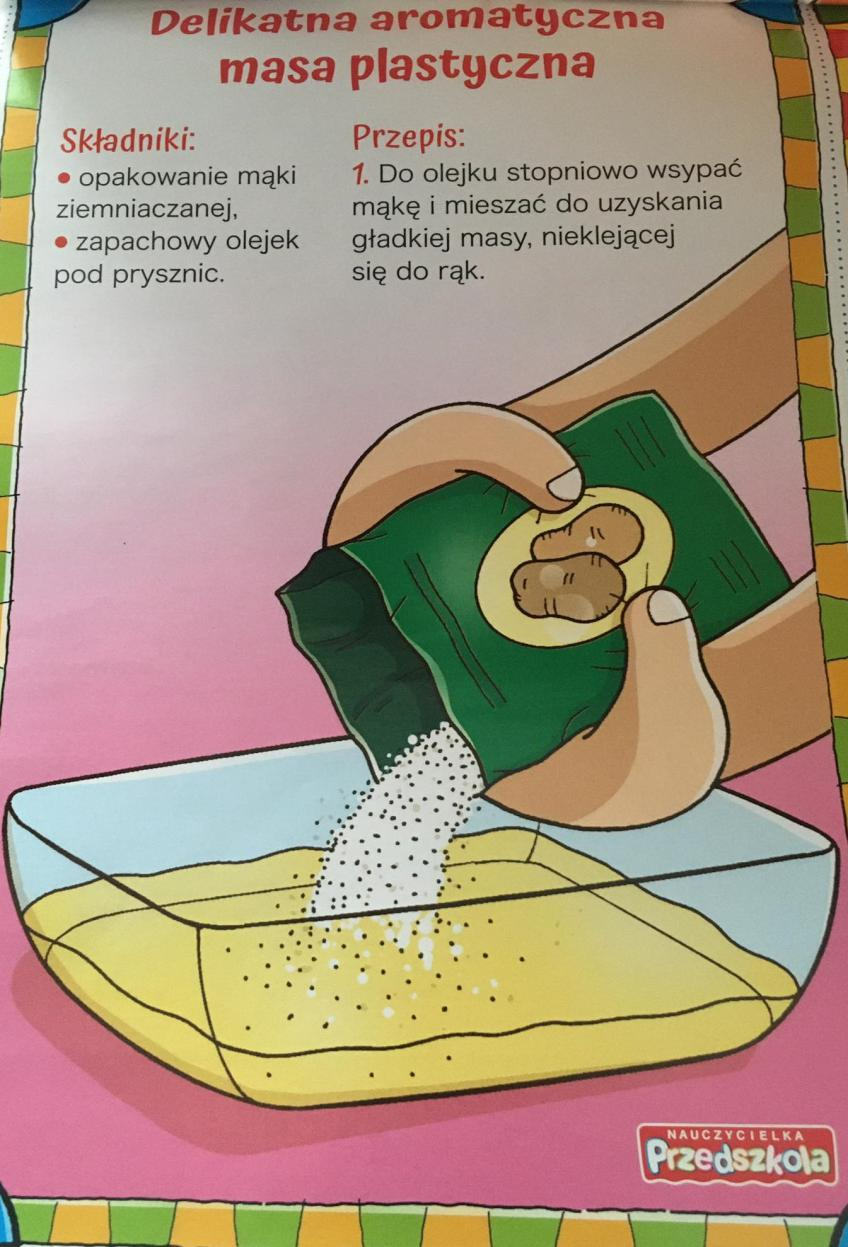 Delikatna aromatyczna
masa plastyczna
Składniki:
• opakowanie mąki
ziemniaczanej,
• zapachowy olejek
pod prysznic.
Przepis:
1. Do olejku stopniowo wsypać
mąkę i mieszać do uzyskania
gładkiej masy, nieklejącej
się do rąk.
NAUCZYCIELKA
Przedszkola